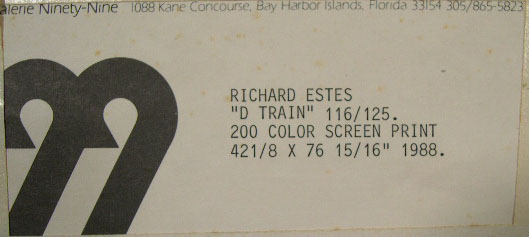 alerie Ninety-Nine 1088 Kane Concourse, Bay Harbor Islands, Florida 33154 305/865-5823
99
RICHARD ESTES
"D TRAIN" 116/125.
200 COLOR SCREEN PRINT
421/8 X 76 15/16" 1988.